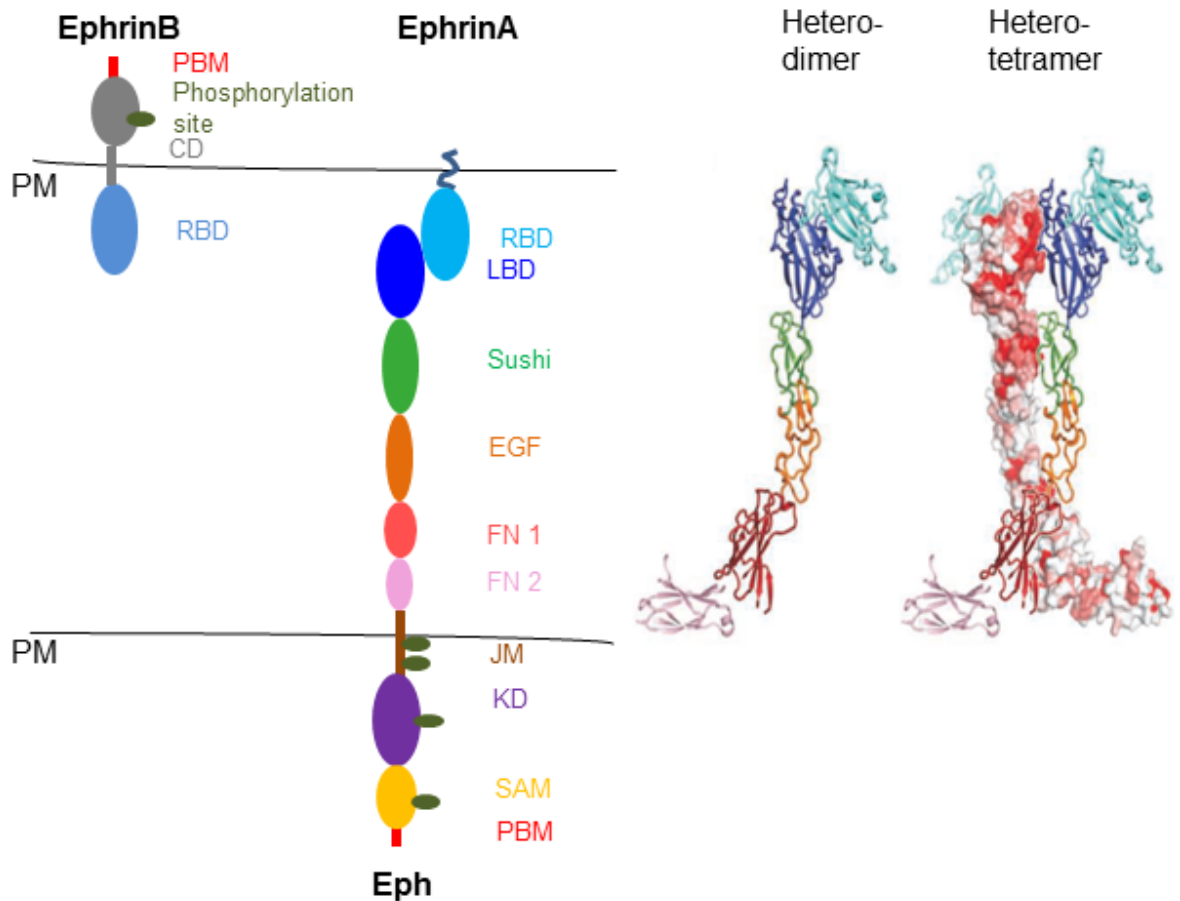 EphrinB
EphrinA
Hetero-
dimer
Hetero-
tetramer
PBM
Phosphorylation
site
CD
PM
RBD
RBD
LBD
Sushi
EGF
FN 1
FN 2
PM
JM
KD
SAM
PBM
Eph